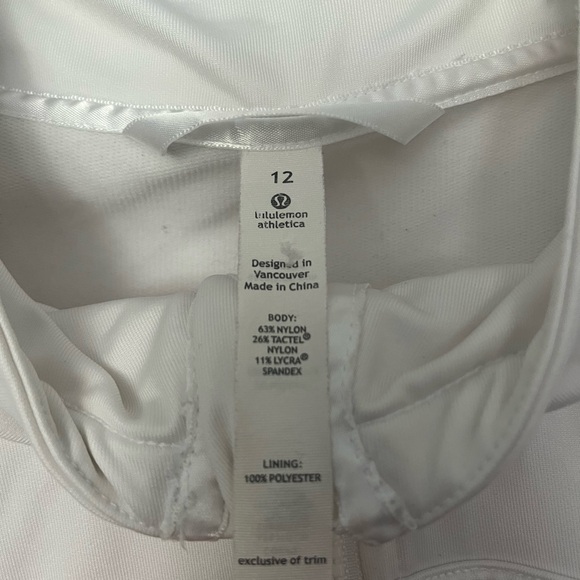 12
lululemon
athletica
Designed in
Vancouver
Made in China
BODY:
63% NYLON
26% TACTEL®
NYLON
11% LYCRA®
SPANDEX
LINING:
100% POLYESTER
exclusive of trim